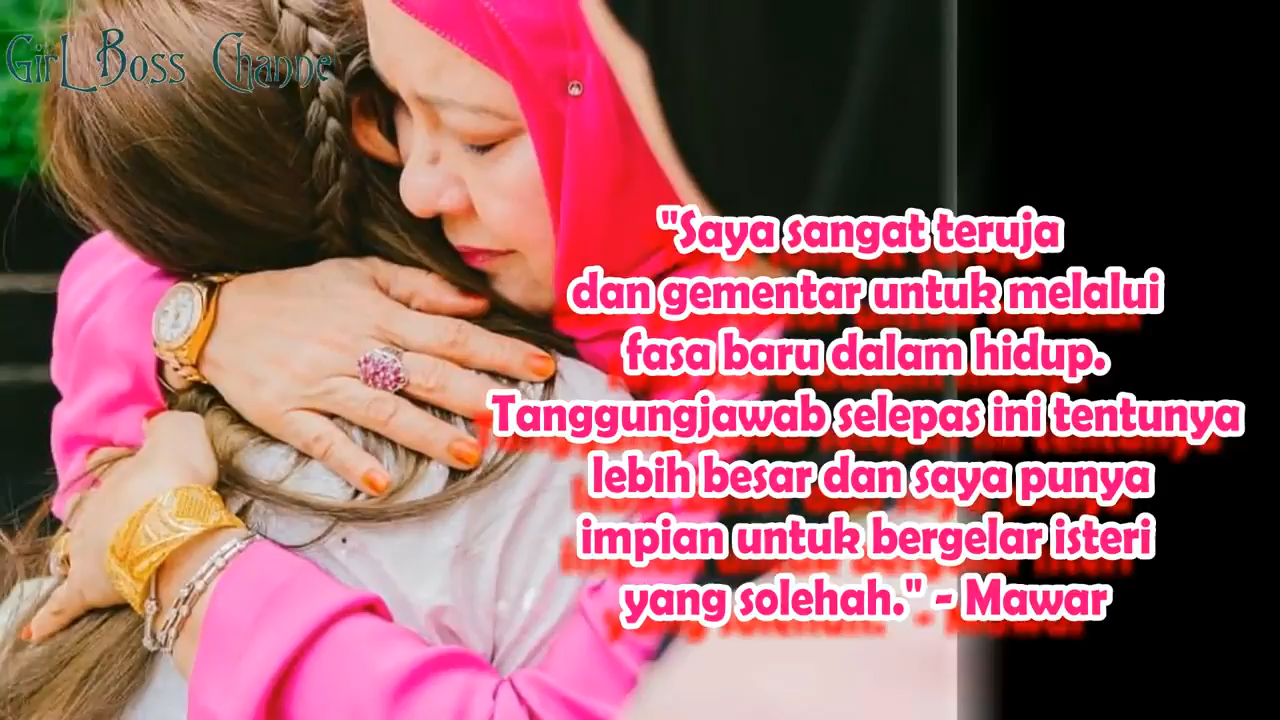 GirL Boss Channe
"Saya sangat teruja
dan gementar untuk melalui
fasa baru dalam hidup.
Tanggungjawab selepas ini tentunya
lebih besar dan saya punya
impian untuk bergelar isteri
yang solehah." - Mawar